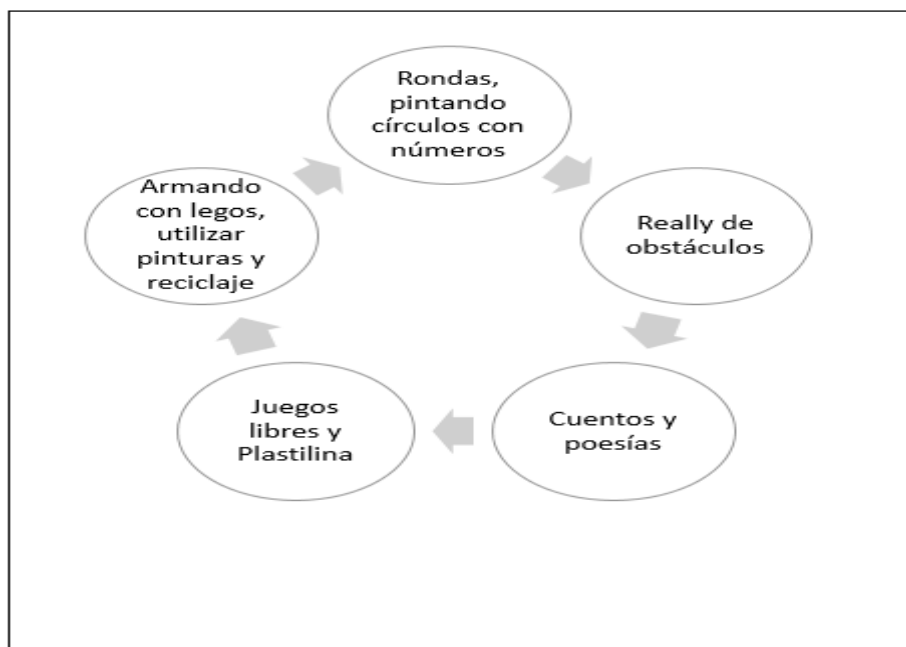 Rondas,
pintando
círculos con
números
Really de
obstáculos
Cuentos y
poesías
Juegos
libres y
Plastilina
Armando
con legos,
utilizar
pinturas y
reciclaje